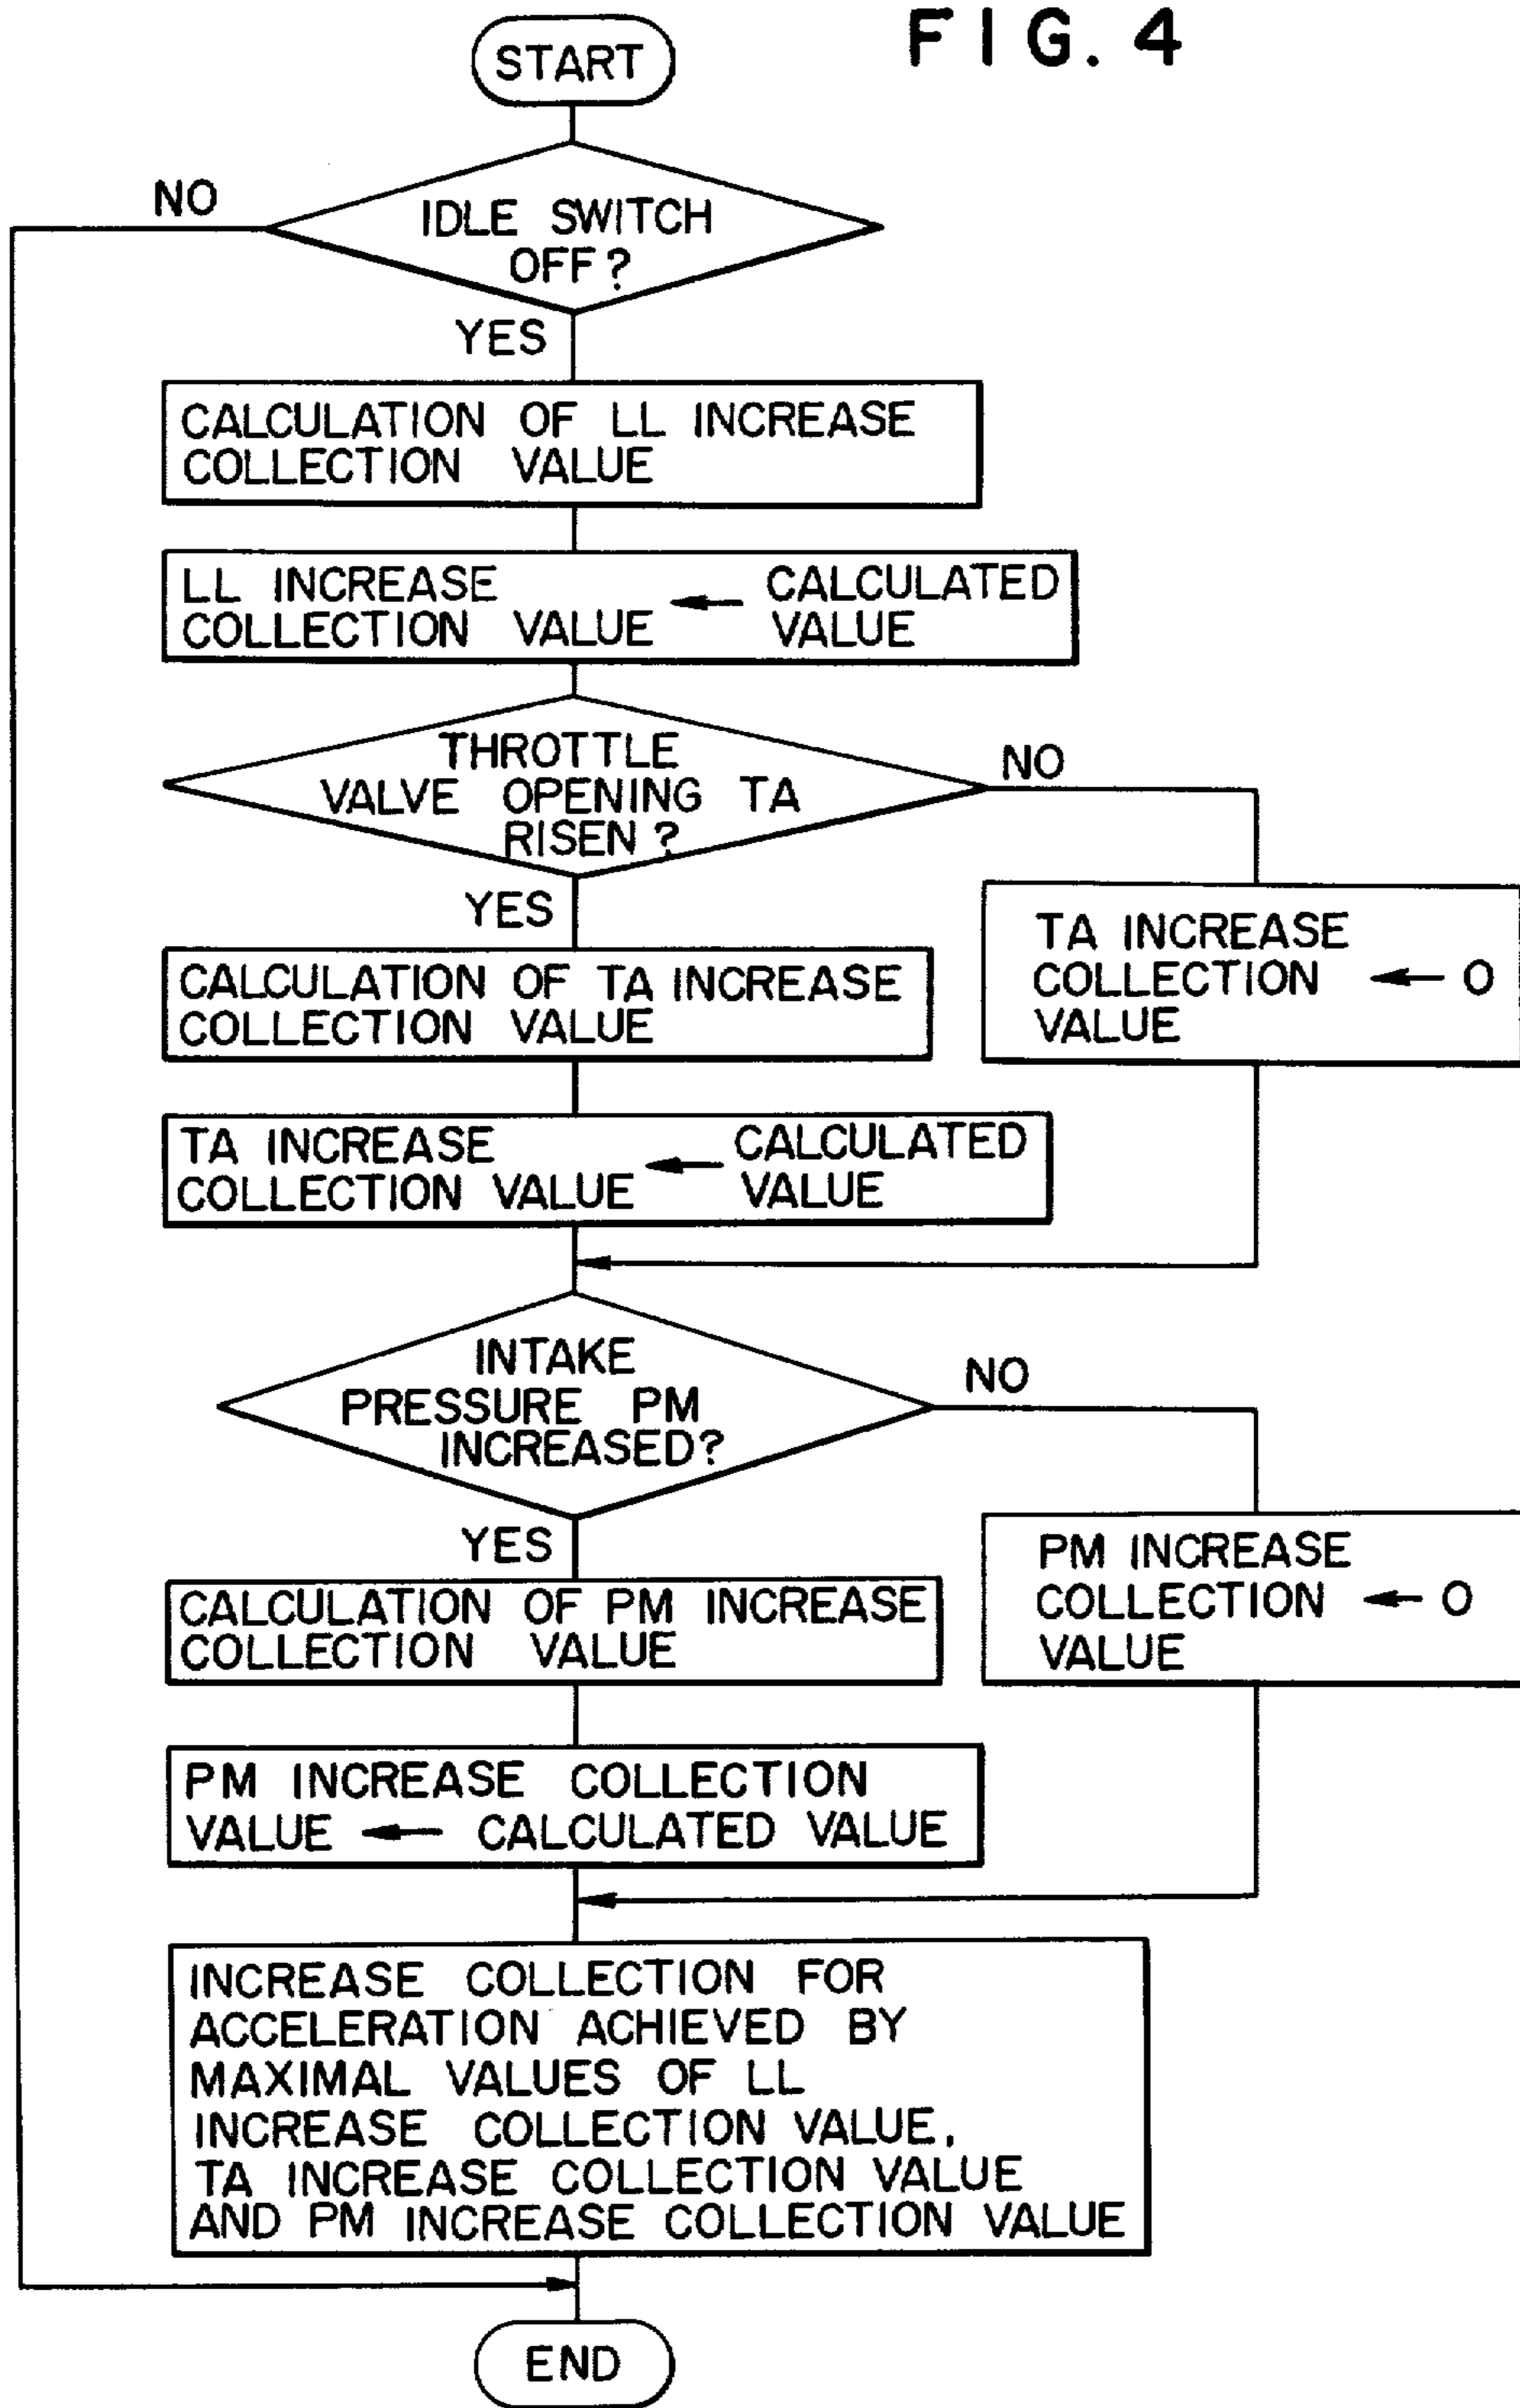 FIG. 4
START
NO
IDLE SWITCH
OFF?
YES
CALCULATION OF LL INCREASE
COLLECTION VALUE
LL INCREASE ← CALCULATED
COLLECTION VALUE VALUE
THROTTLE
VALVE OPENING TA
RISEN?
NO
YES
TA INCREASE
COLLECTION ← 0
VALUE
CALCULATION OF TA INCREASE
COLLECTION VALUE
TA INCREASE ← CALCULATED
COLLECTION VALUE VALUE
INTAKE
PRESSURE PM
INCREASED?
NO
YES
PM INCREASE
COLLECTION ← 0
VALUE
CALCULATION OF PM INCREASE
COLLECTION VALUE
PM INCREASE COLLECTION
VALUE ← CALCULATED VALUE
INCREASE COLLECTION FOR
ACCELERATION ACHIEVED BY
MAXIMAL VALUES OF LL
INCREASE COLLECTION VALUE,
TA INCREASE COLLECTION VALUE
AND PM INCREASE COLLECTION VALUE
END